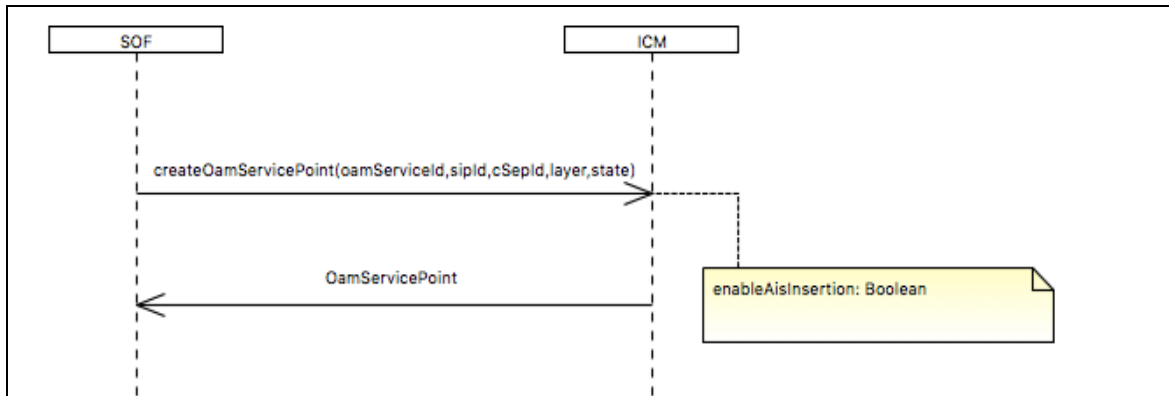 SOF
ICM
createOamServicePoint(oamServiceId,sipId,cSepId,layer,state)
OamServicePoint
enableAisInsertion: Boolean